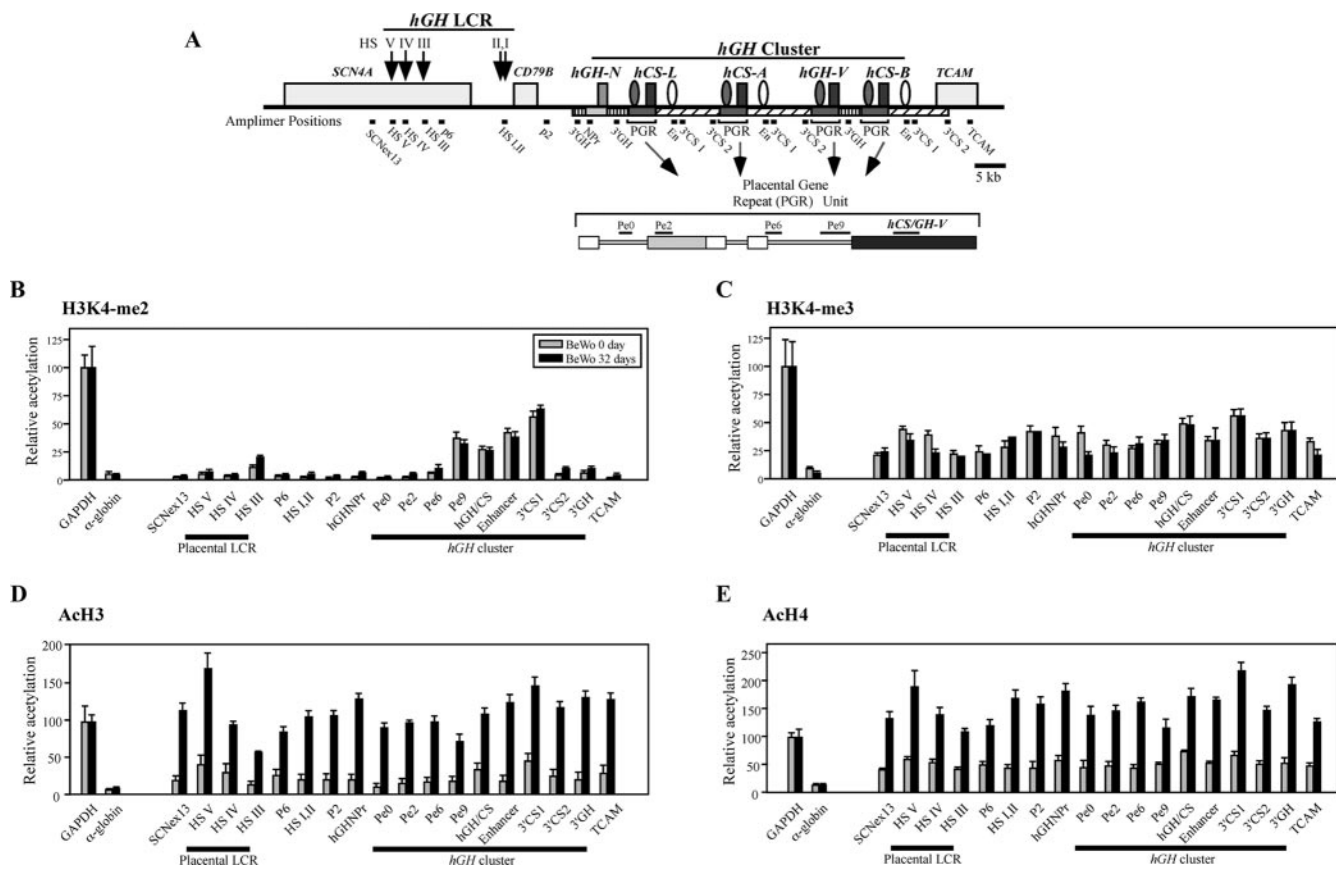 A
hGH LCR
HS V IV III II,I
hGH Cluster
SCN4A CD79B hGH-N hCS-L hCS-A hGH-V hCS-B TCAM
Amplimer Positions
SCNex13 HS V HS IV HS III p6 HS I,II p2 3'GH NPr 3'GH PGR En 3'CS 1 3'CS 2 PGR En 3'CS 1 3'CS 2 PGR 3'GH PGR En 3'CS 1 3'CS 2 TCAM
5 kb
Placental Gene
Repeat (PGR) Unit
Pe0 Pe2 Pe6 Pe9 hCS/GH-V
B
H3K4-me2
Relative acetylation
125
100
75
50
25
0
BeWo 0 day
BeWo 32 days
GAPDH α-globin SCNex13 HS V HS IV HS III P6 HS I,II P2 hGHNPr Pe0 Pe2 Pe6 Pe9 hGH/CS Enhancer 3'CS1 3'CS2 3'GH TCAM
Placental LCR
hGH cluster
C
H3K4-me3
Relative acetylation
125
100
75
50
25
0
GAPDH α-globin SCNex13 HS V HS IV HS III P6 HS I,II P2 hGHNPr Pe0 Pe2 Pe6 Pe9 hGH/CS Enhancer 3'CS1 3'CS2 3'GH TCAM
Placental LCR
hGH cluster
D
AcH3
Relative acetylation
200
150
100
50
0
GAPDH α-globin SCNex13 HS V HS IV HS III P6 HS I,II P2 hGHNPr Pe0 Pe2 Pe6 Pe9 hGH/CS Enhancer 3'CS1 3'CS2 3'GH TCAM
Placental LCR
hGH cluster
E
AcH4
Relative acetylation
250
200
150
100
50
0
GAPDH α-globin SCNex13 HS V HS IV HS III P6 HS I,II P2 hGHNPr Pe0 Pe2 Pe6 Pe9 hGH/CS Enhancer 3'CS1 3'CS2 3'GH TCAM
Placental LCR
hGH cluster